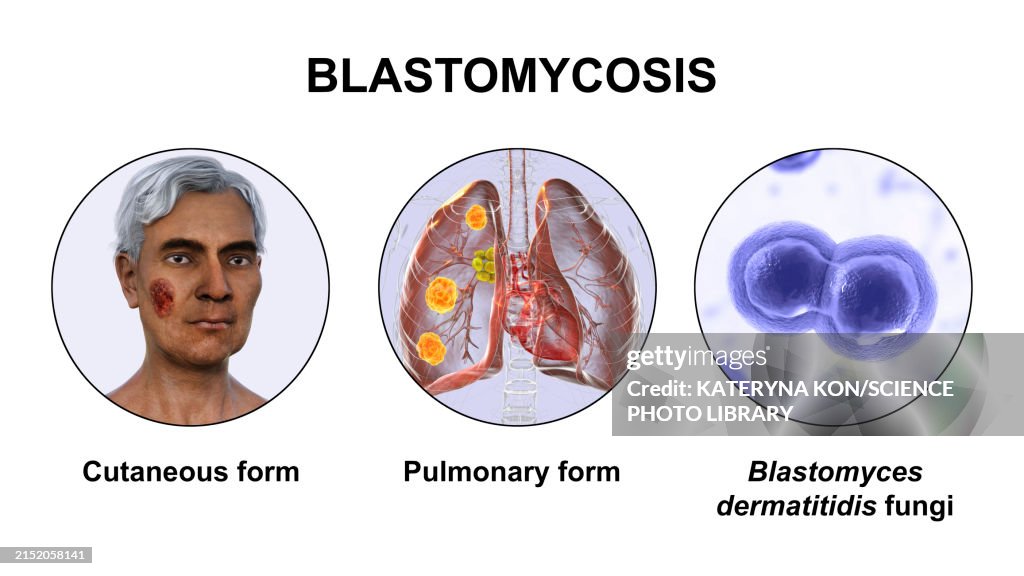 BLASTOMYCOSIS
gettyimages®
Credit: KATERYNA KON/SCIENCE
PHOTO LIBRARY
Cutaneous form
Pulmonary form
Blastomyces
dermatitidis fungi
2152058141